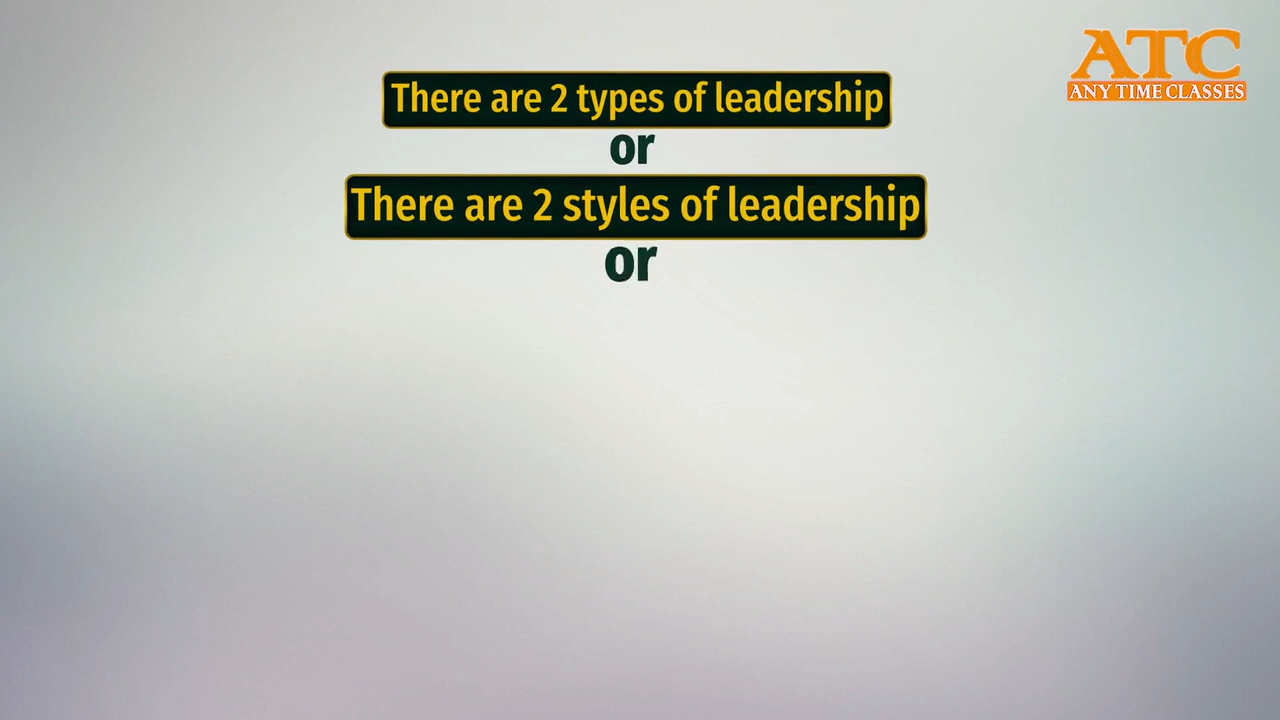 There are 2 types of leadership
or
There are 2 styles of leadership
or
ATC
ANY TIME CLASSES